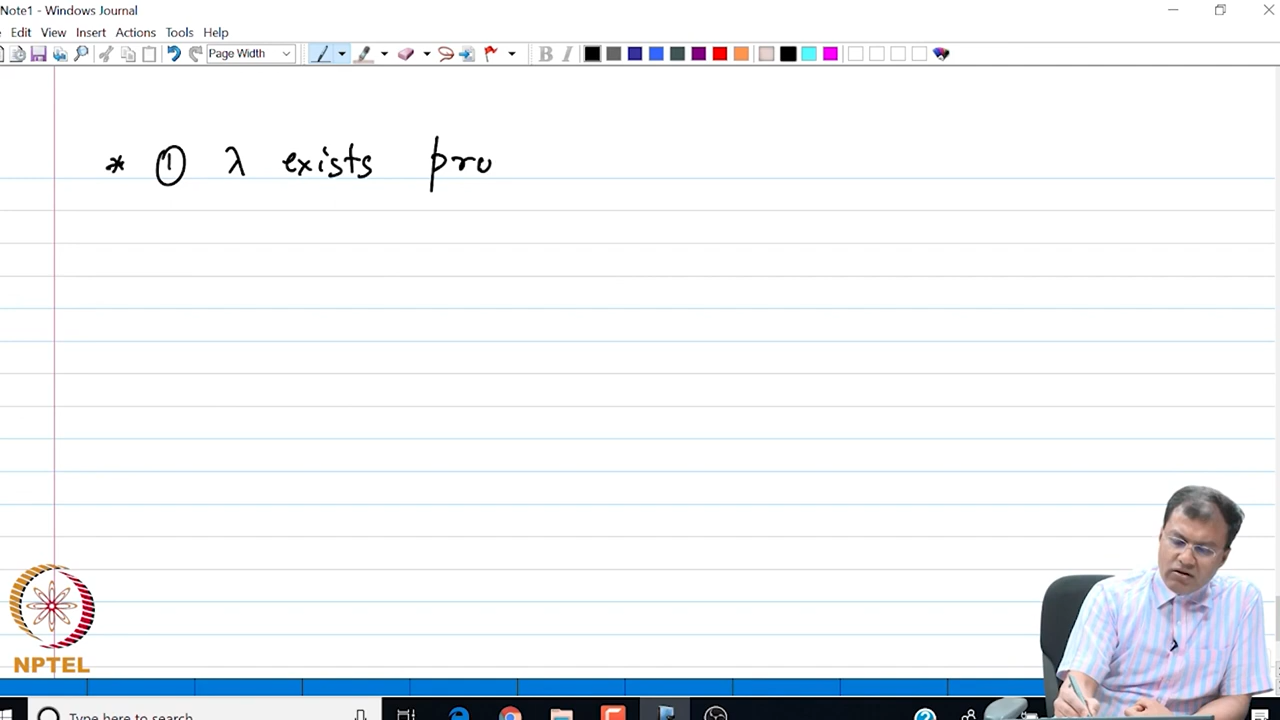 Note1 - Windows Journal
Edit View Insert Actions Tools Help
Page Width B I
* ① λ exists pro
NPTEL
Type here to search